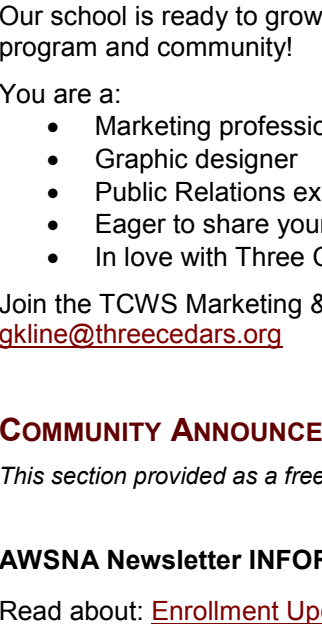 Our school is ready to grow
program and community!
You are a:
• Marketing professio
• Graphic designer
• Public Relations ex
• Eager to share your
• In love with Three C
Join the TCWS Marketing &
gkline@threecedars.org
COMMUNITY ANNOUNCE
This section provided as a free
AWSNA Newsletter INFOR
Read about: Enrollment Upd